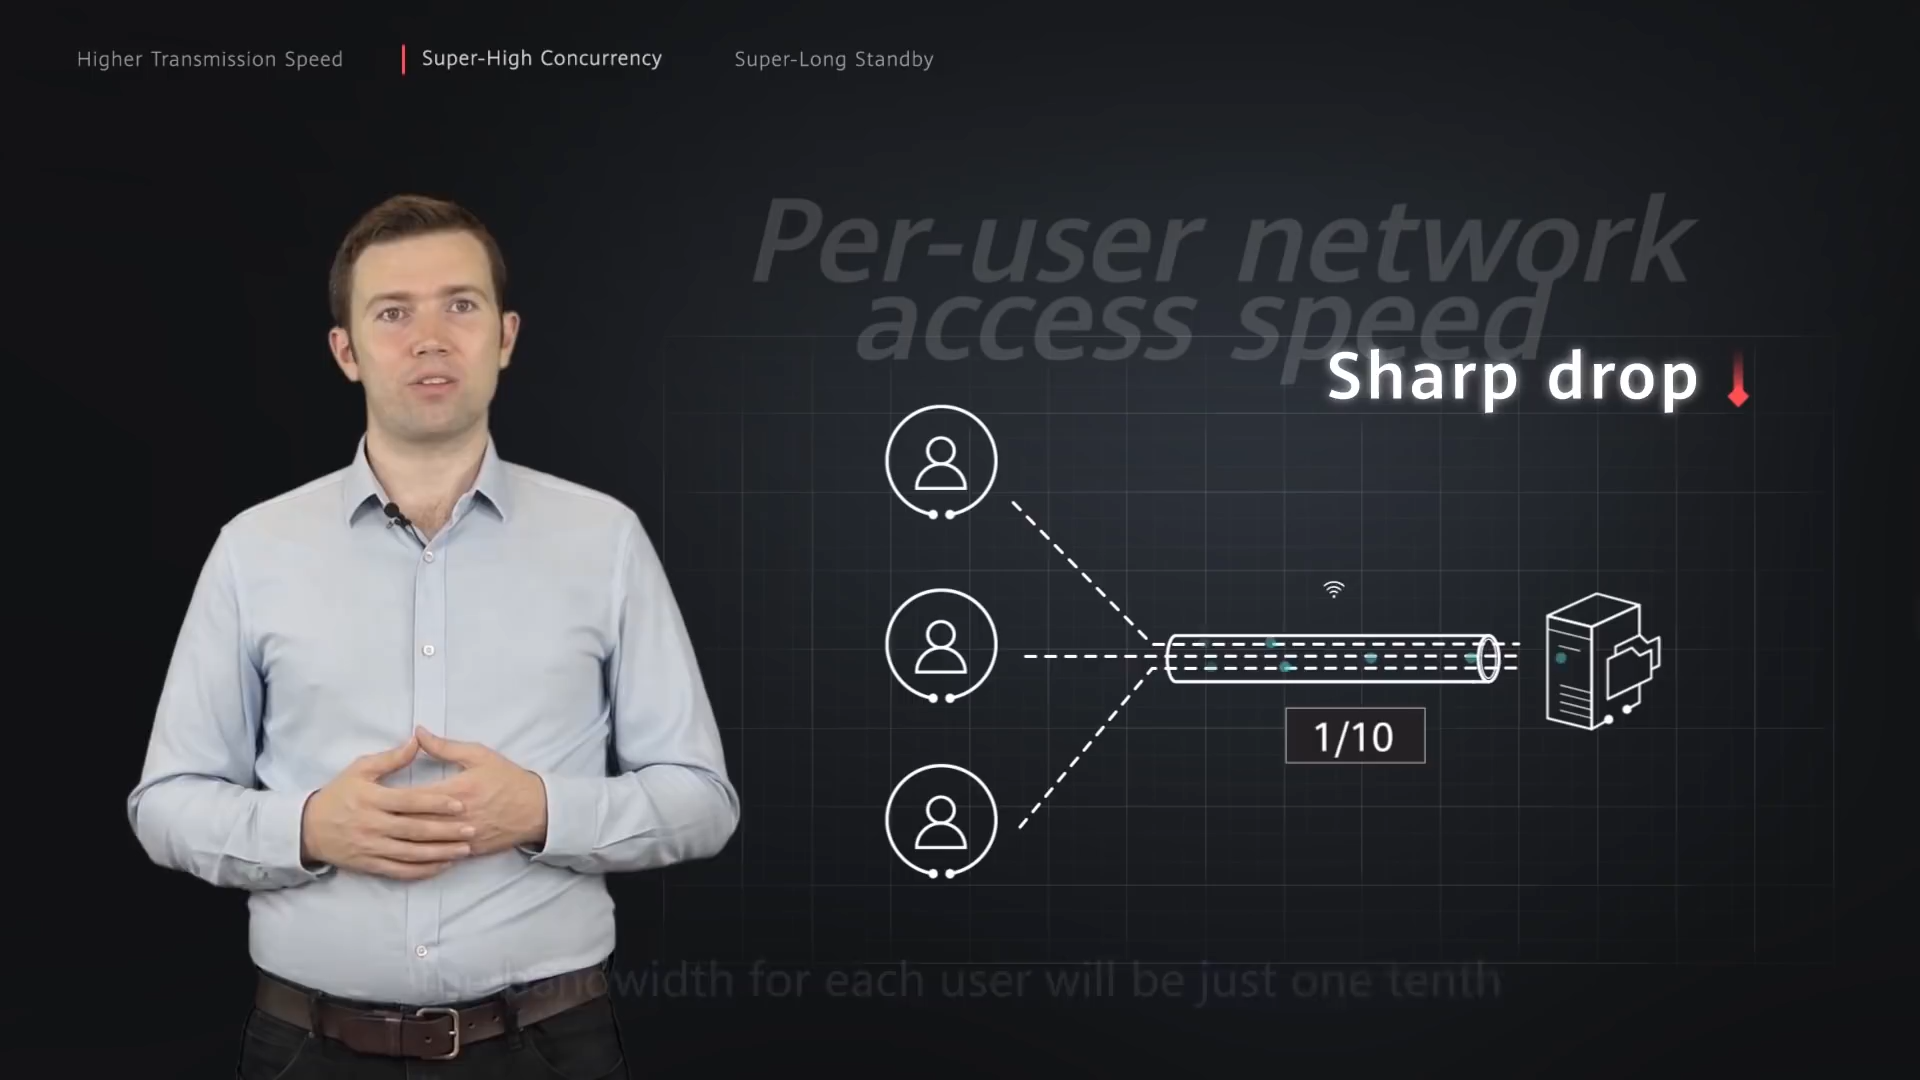 Higher Transmission Speed
Super-High Concurrency
Super-Long Standby
Per-user network
access speed
Sharp drop
1/10
the bandwidth for each user will be just one tenth